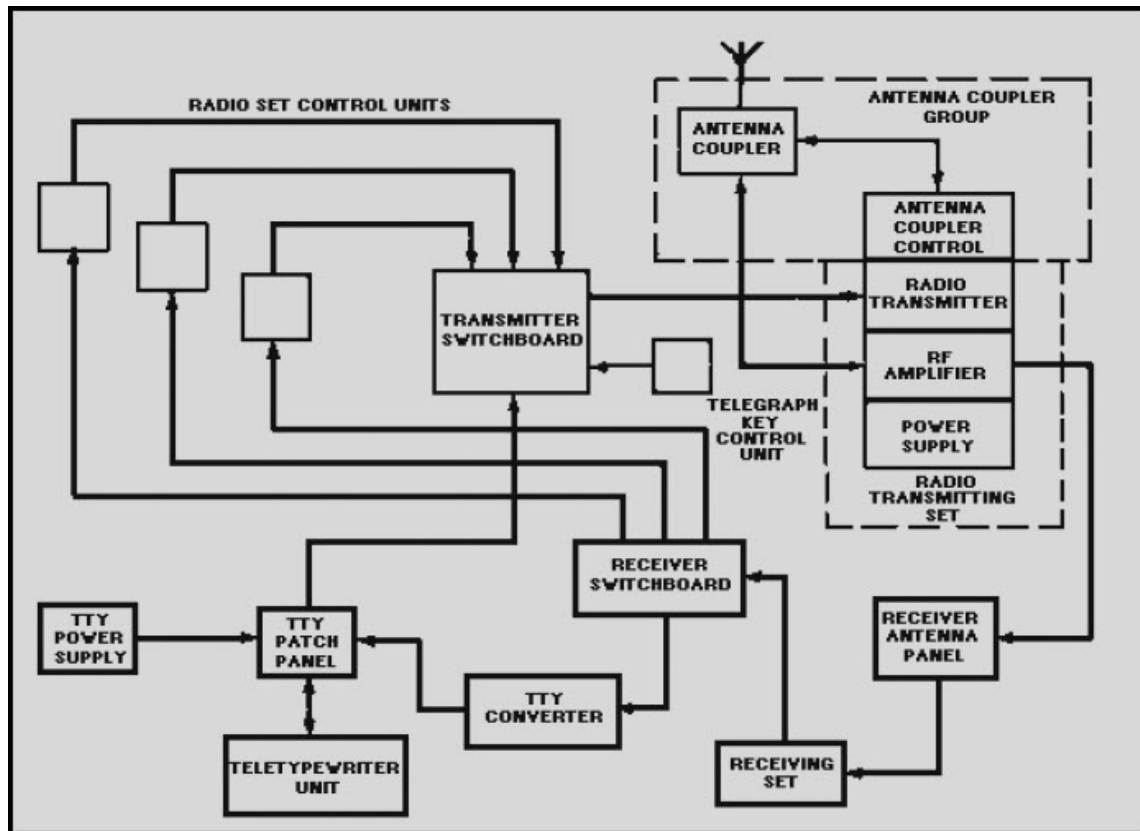 RADIO SET CONTROL UNITS
ANTENNA COUPLER
GROUP
ANTENNA
COUPLER
ANTENNA
COUPLER
CONTROL
RADIO
TRANSMITTER
TRANSMITTER
SWITCHBOARD
RF
AMPLIFIER
TELEGRAPH
KEY
CONTROL
UNIT
POWER
SUPPLY
RADIO
TRANSMITTING
SET
RECEIVER
SWITCHBOARD
TTY
POWER
SUPPLY
TTY
PATCH
PANEL
RECEIVER
ANTENNA
PANEL
TTY
CONVERTER
TELETYPEWRITER
UNIT
RECEIVING
SET